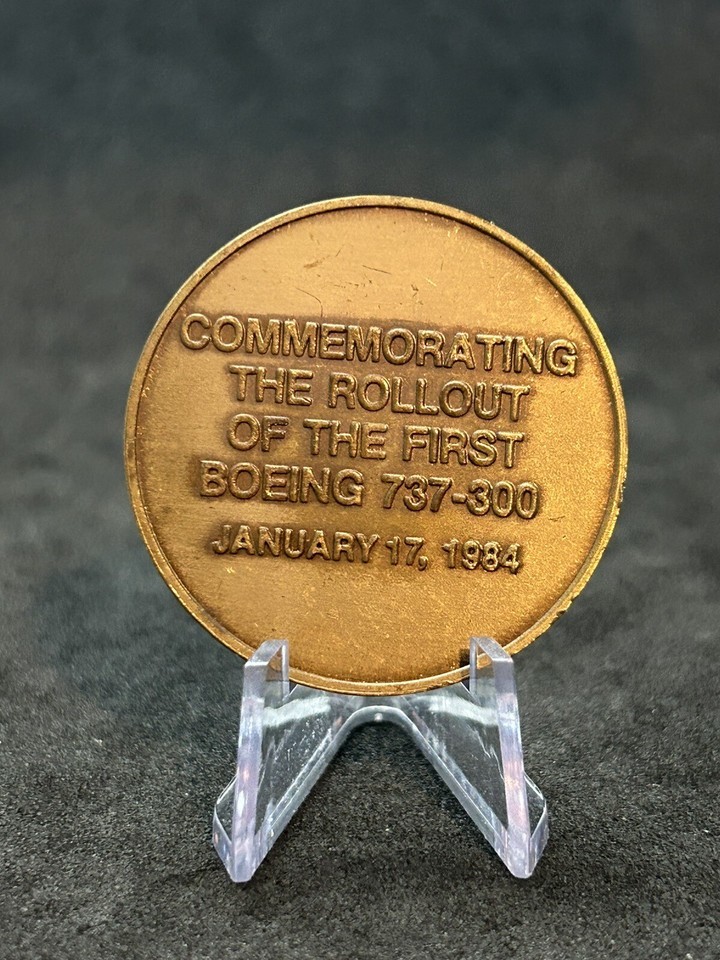 COMMEMORATING
THE ROLLOUT
OF THE FIRST
BOEING 737-300
JANUARY 17, 1984